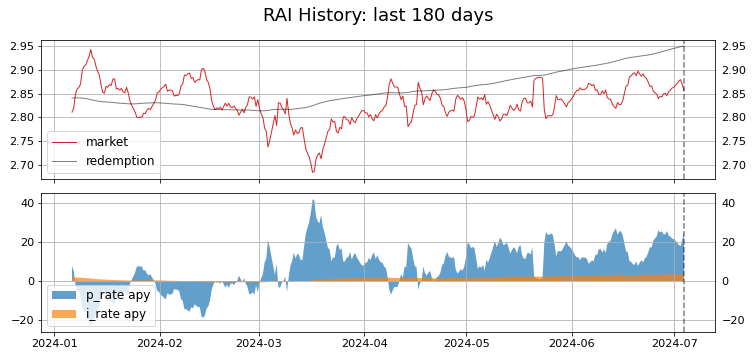 RAI History: last 180 days
2.95 2.95
2.90 2.90
2.85 2.85
2.80 2.80
2.75 2.75
2.70 2.70
market
redemption
40 40
20 20
0 0
−20 −20
p_rate apy
i_rate apy
2024-01 2024-02 2024-03 2024-04 2024-05 2024-06 2024-07